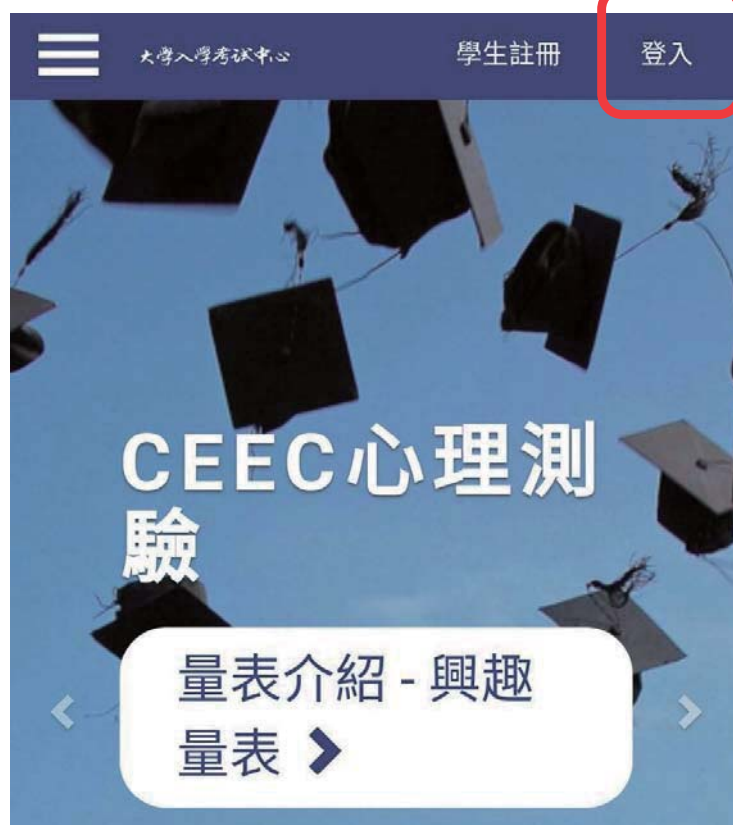 大學入學考試中心
學生註冊
登入
CEEC心理測
驗
量表介紹 - 興趣
量表